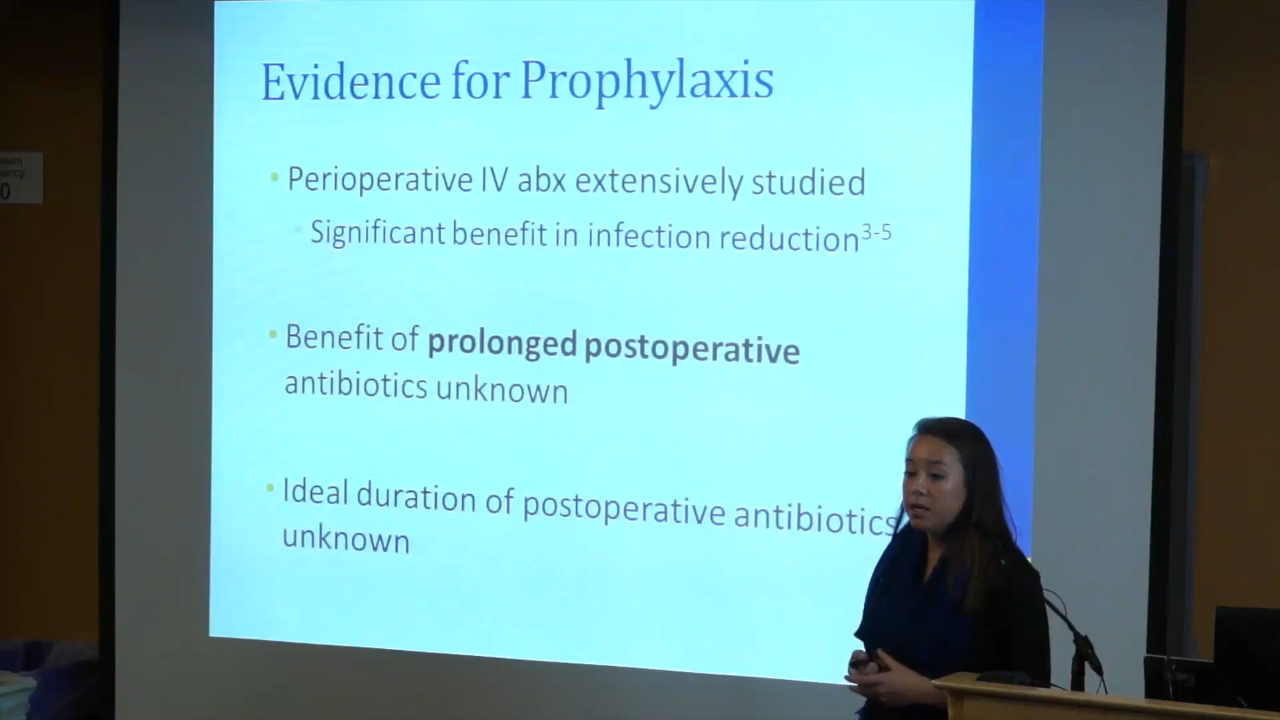 Evidence for Prophylaxis
• Perioperative IV abx extensively studied
Significant benefit in infection reduction3-5
• Benefit of prolonged postoperative
antibiotics unknown
• Ideal duration of postoperative antibiotics
unknown